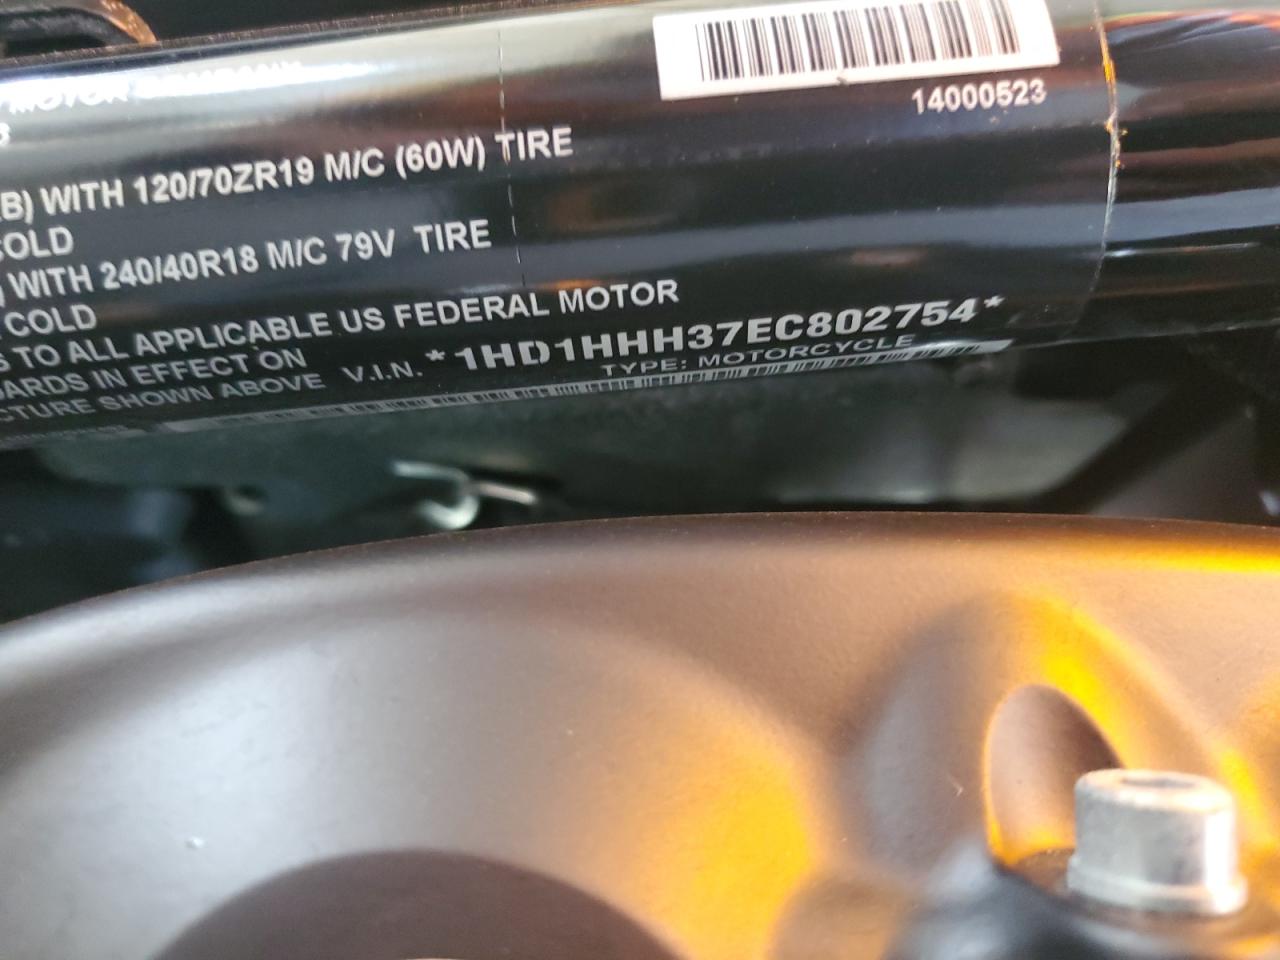 MOTOR
14000523
B) WITH 120/70ZR19 M/C (60W) TIRE
COLD
WITH 240/40R18 M/C 79V TIRE
COLD
S TO ALL APPLICABLE US FEDERAL MOTOR
ARDS IN EFFECT ON
CTURE SHOWN ABOVE V.I.N. *1HD1HHH37EC802754*
TYPE: MOTORCYCLE